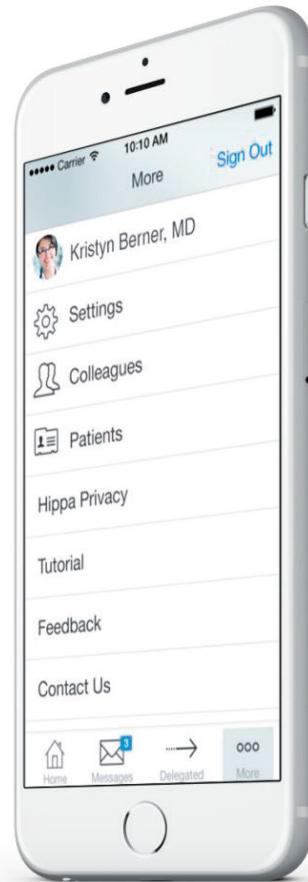 Carrier
10:10 AM
More
Sign Out
Kristyn Berner, MD
Settings
Colleagues
Patients
Hippa Privacy
Tutorial
Feedback
Contact Us
3
Home
Messages
Delegated
More